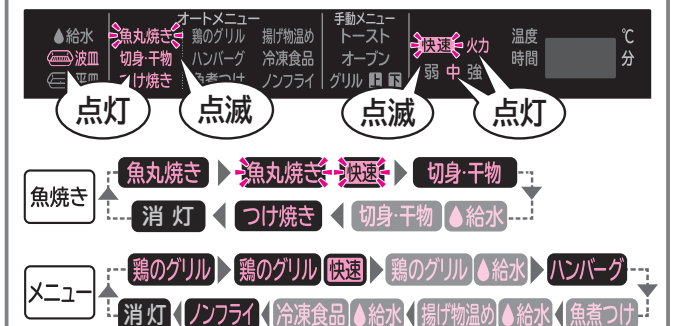 オートメニュー 手動メニュー
給水 魚丸焼き 鶏のグリル 揚げ物温め トースト 快速 火力 温度 ℃
波皿 切身・干物 ハンバーグ 冷凍食品 オーブン 弱 中 強 時間 分
平皿 つけ焼き 魚煮つけ ノンフライ グリル 上 下
点灯 点滅 点滅 点灯
魚焼き 魚丸焼き 魚丸焼き 快速 切身・干物
消灯 つけ焼き 切身・干物 給水
メニュー 鶏のグリル 鶏のグリル 快速 鶏のグリル 給水 ハンバーグ
消灯 ノンフライ 冷凍食品 給水 揚げ物温め 給水 魚煮つけ